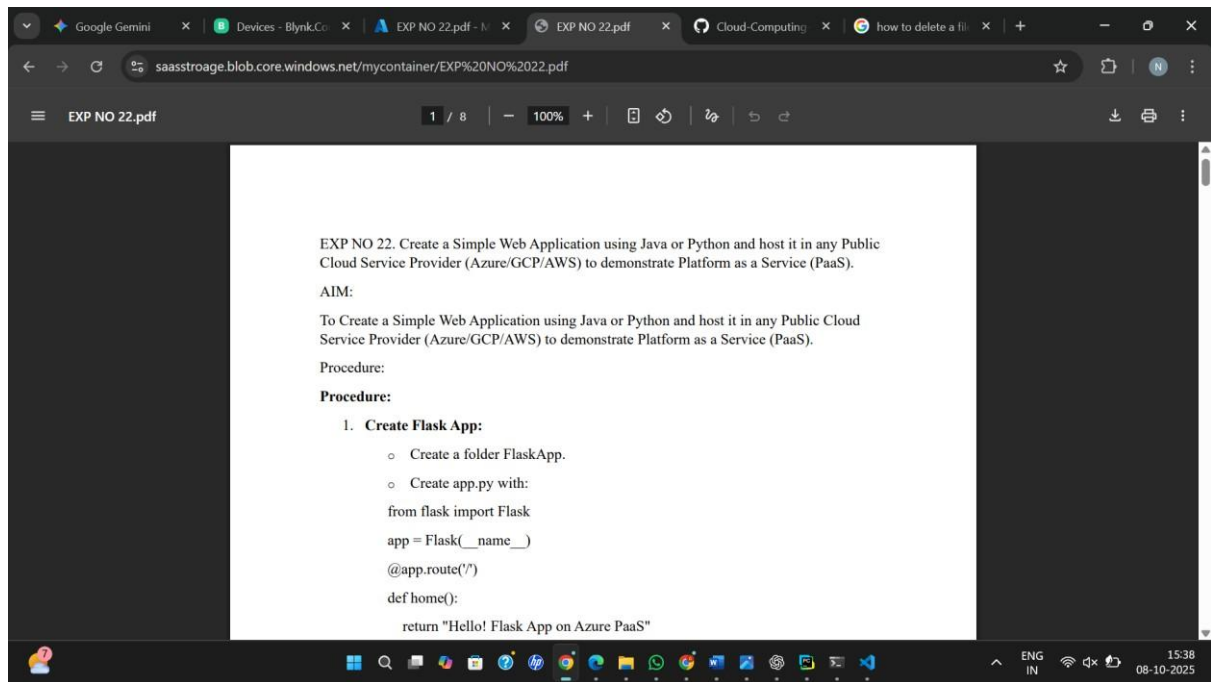 Google Gemini
Devices - Blynk.Co
EXP NO 22.pdf - M
EXP NO 22.pdf
Cloud-Computing
how to delete a fil
saasstroage.blob.core.windows.net/mycontainer/EXP%20NO%2022.pdf
N
EXP NO 22.pdf
1 / 8
100%
EXP NO 22. Create a Simple Web Application using Java or Python and host it in any Public
Cloud Service Provider (Azure/GCP/AWS) to demonstrate Platform as a Service (PaaS).
AIM:
To Create a Simple Web Application using Java or Python and host it in any Public Cloud
Service Provider (Azure/GCP/AWS) to demonstrate Platform as a Service (PaaS).
Procedure:
Procedure:
1. Create Flask App:
o Create a folder FlaskApp.
o Create app.py with:
from flask import Flask
app = Flask(__name__)
@app.route('/')
def home():
return "Hello! Flask App on Azure PaaS"
7
ENG
IN
15:38
08-10-2025